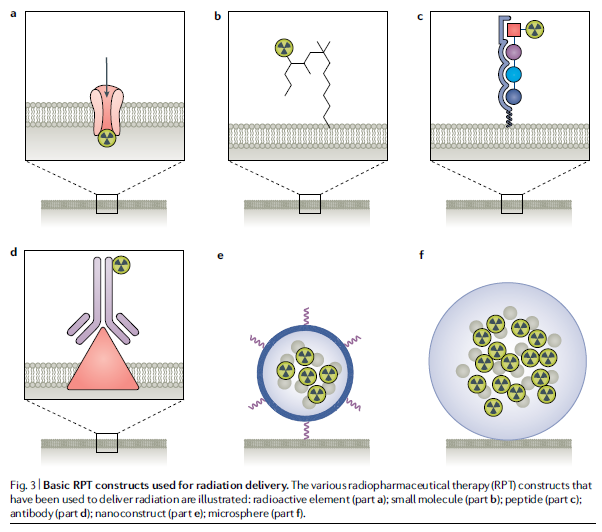 a
b
c
d
e
f
Fig. 3 | Basic RPT constructs used for radiation delivery. The various radiopharmaceutical therapy (RPT) constructs that
have been used to deliver radiation are illustrated: radioactive element (part a); small molecule (part b); peptide (part c);
antibody (part d); nanoconstruct (part e); microsphere (part f).